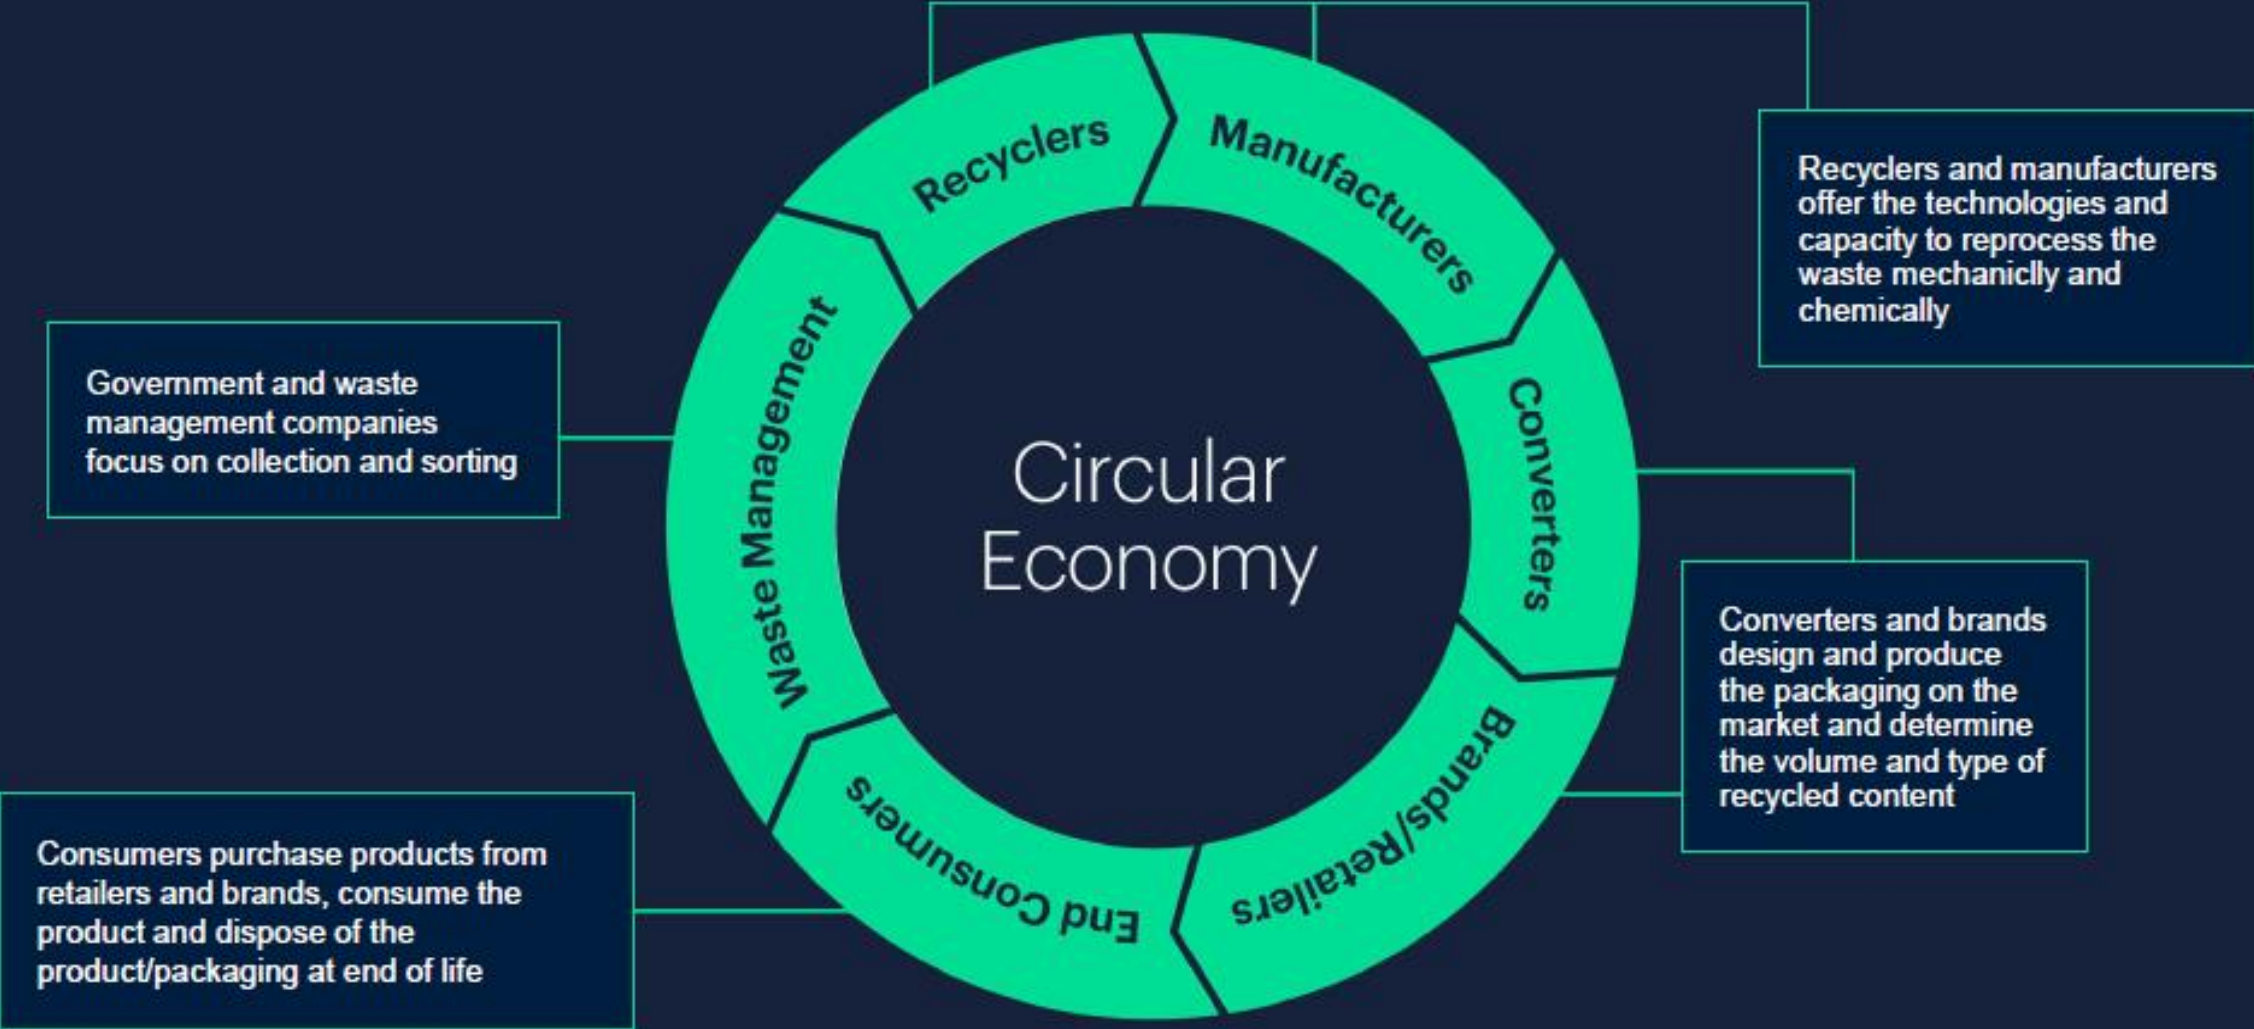 Recyclers
Manufacturers
Recyclers and manufacturers
offer the technologies and
capacity to reprocess the
waste mechaniclly and
chemically
Converters
Converters and brands
design and produce
the packaging on the
market and determine
the volume and type of
recycled content
Brands/Retailers
End Consumers
Consumers purchase products from
retailers and brands, consume the
product and dispose of the
product/packaging at end of life
Waste Management
Government and waste
management companies
focus on collection and sorting
Circular
Economy